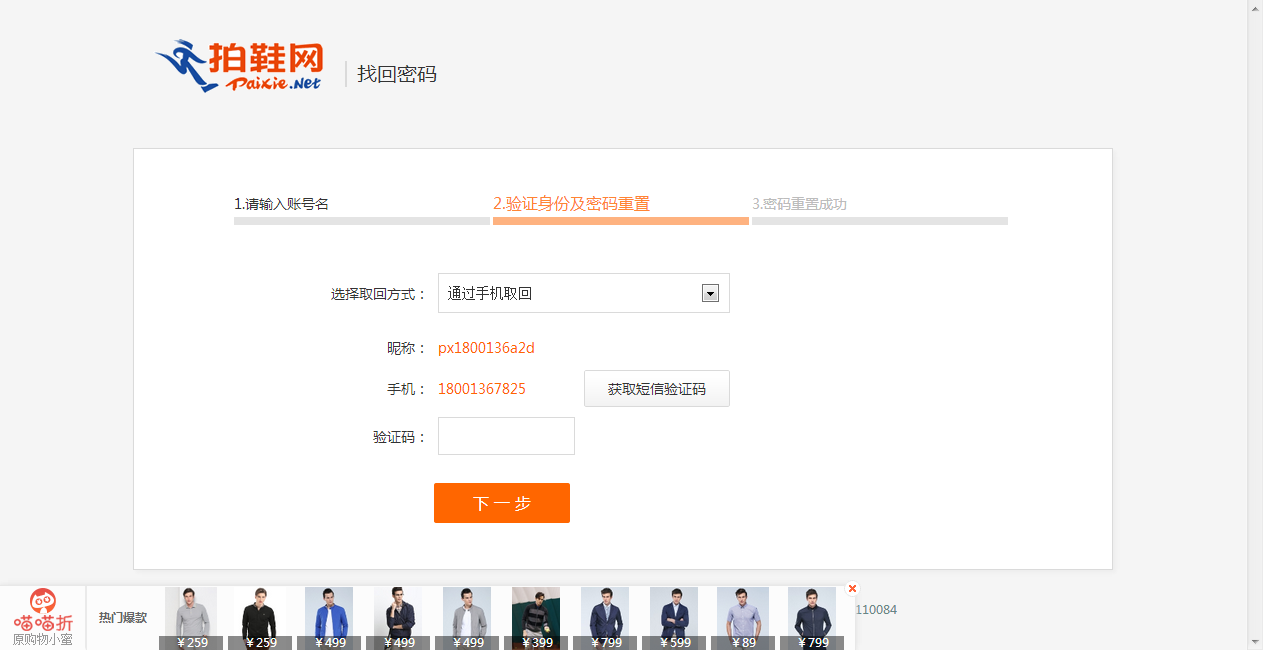 拍鞋网
Paixie.Net
找回密码
1.请输入账号名
2.验证身份及密码重置
3.密码重置成功
选择取回方式：
通过手机取回
昵称：
px1800136a2d
手机：
18001367825
获取短信验证码
验证码：
下一步
喵喵折
原购物小蜜
热门爆款
¥259
¥259
¥499
¥499
¥499
¥399
¥799
¥599
¥89
¥799
110084